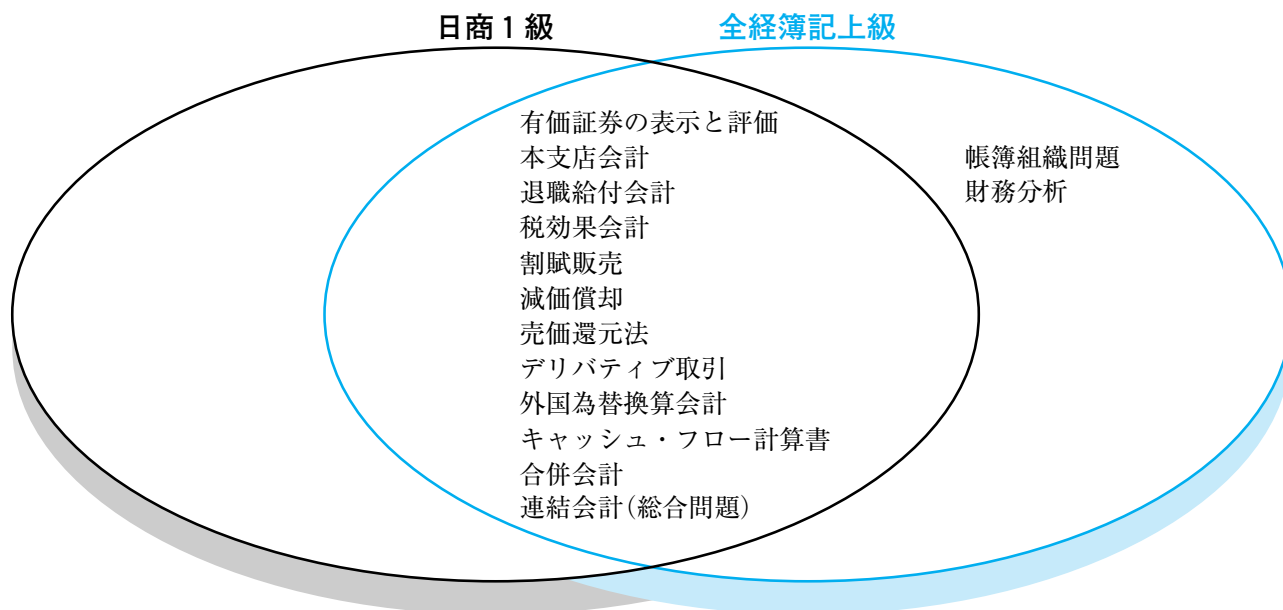 日商1級
全経簿記上級
有価証券の表示と評価
本支店会計
退職給付会計
税効果会計
割賦販売
減価償却
売価還元法
デリバティブ取引
外国為替換算会計
キャッシュ・フロー計算書
合併会計
連結会計(総合問題)
帳簿組織問題
財務分析